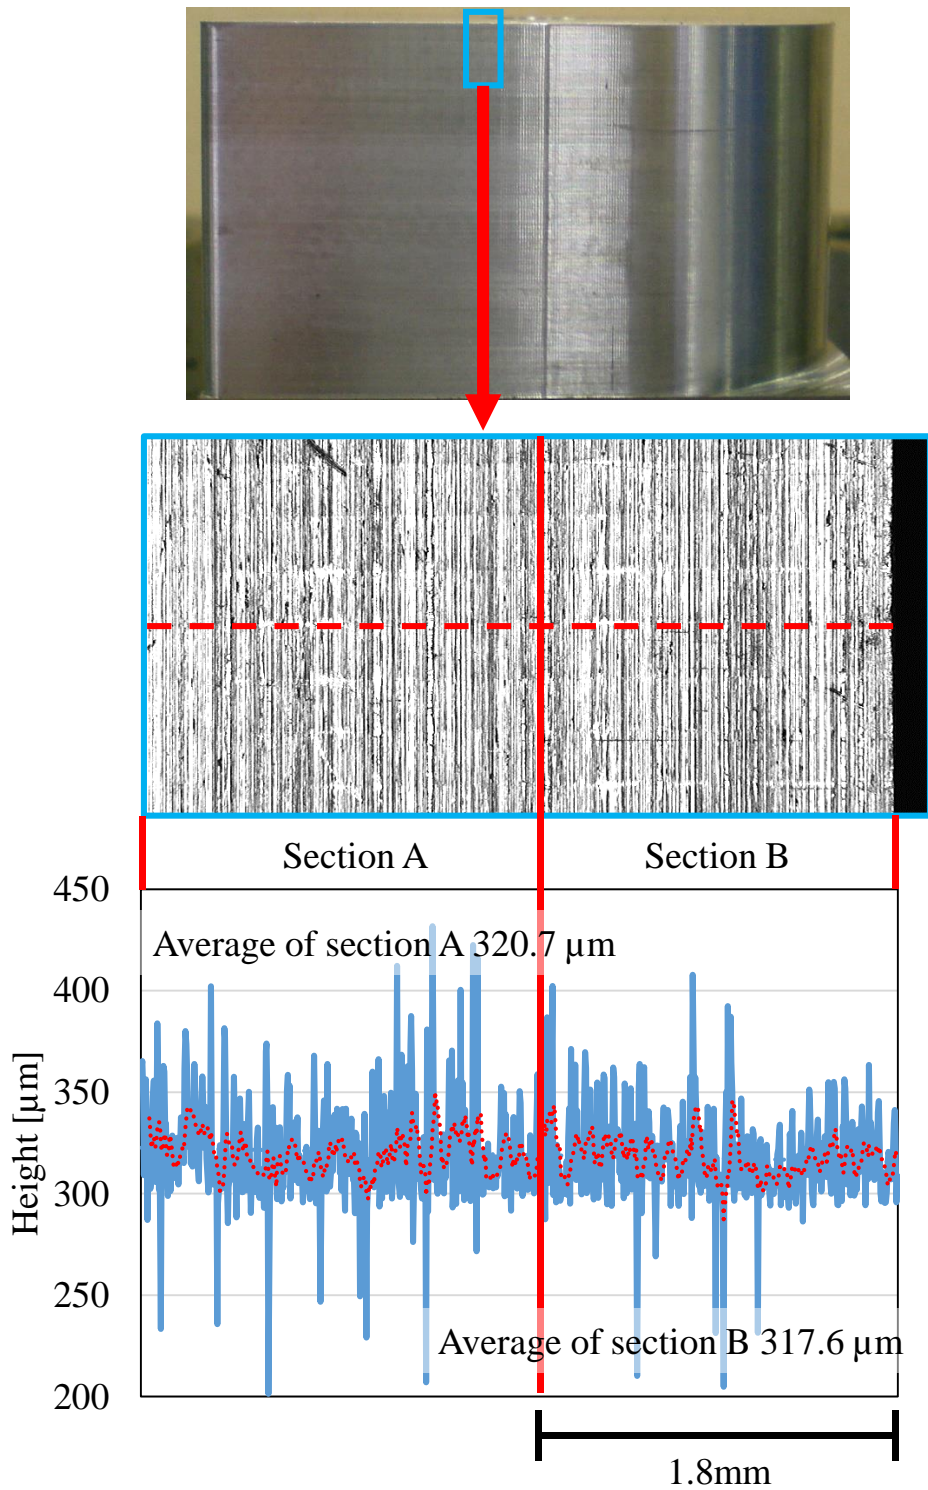 Section A
Section B
450
Average of section A 320.7 µm
400
350
Height [µm]
300
250
Average of section B 317.6 µm
200
1.8mm